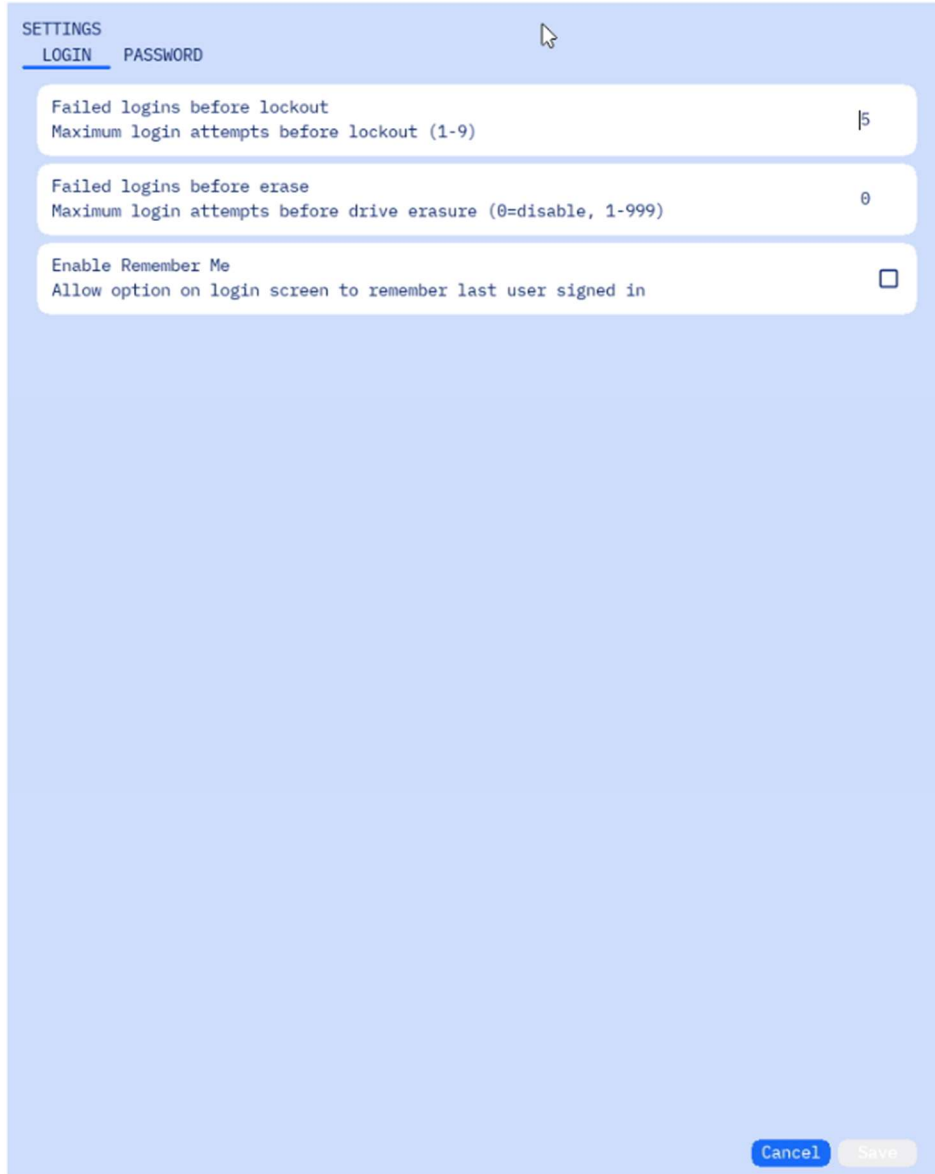 SETTINGS
LOGIN PASSWORD
Failed logins before lockout
Maximum login attempts before lockout (1-9)
5
Failed logins before erase
Maximum login attempts before drive erasure (0=disable, 1-999)
0
Enable Remember Me
Allow option on login screen to remember last user signed in
Cancel Save